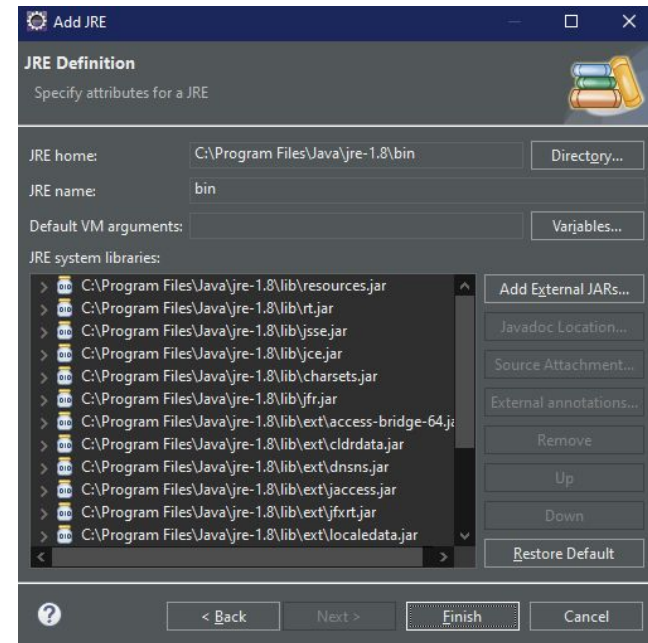 Add JRE
JRE Definition
Specify attributes for a JRE
JRE home: C:\Program Files\Java\jre-1.8\bin Directory...
JRE name: bin
Default VM arguments: Variables...
JRE system libraries:
C:\Program Files\Java\jre-1.8\lib\resources.jar Add External JARs...
C:\Program Files\Java\jre-1.8\lib\rt.jar
C:\Program Files\Java\jre-1.8\lib\jsse.jar Javadoc Location...
C:\Program Files\Java\jre-1.8\lib\jce.jar Source Attachment...
C:\Program Files\Java\jre-1.8\lib\charsets.jar
C:\Program Files\Java\jre-1.8\lib\jfr.jar External annotations...
C:\Program Files\Java\jre-1.8\lib\ext\access-bridge-64.ja
C:\Program Files\Java\jre-1.8\lib\ext\cldrdata.jar Remove
C:\Program Files\Java\jre-1.8\lib\ext\dnsns.jar Up
C:\Program Files\Java\jre-1.8\lib\ext\jaccess.jar
C:\Program Files\Java\jre-1.8\lib\ext\jfxrt.jar Down
C:\Program Files\Java\jre-1.8\lib\ext\localedata.jar
Restore Default
? < Back Next > Finish Cancel